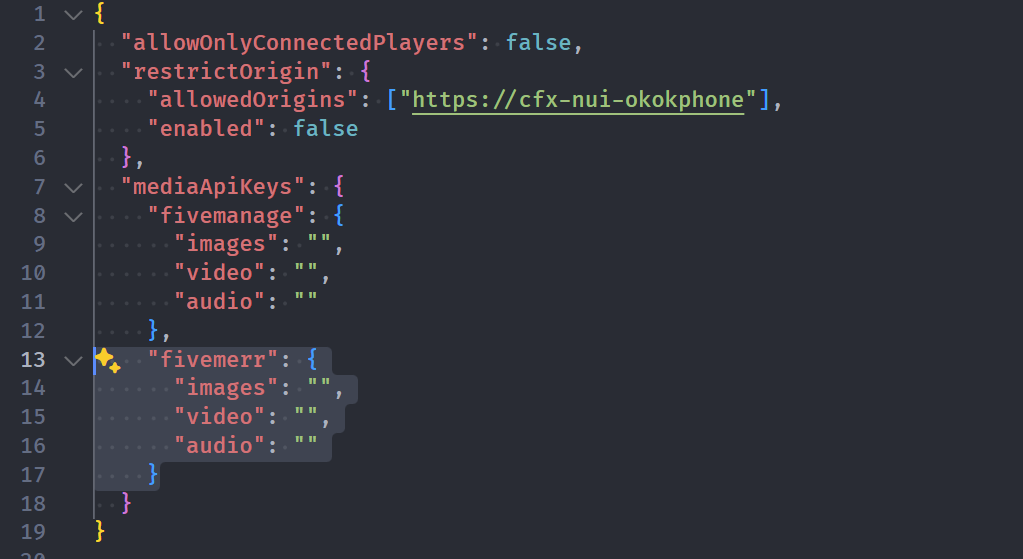 1 {
2 "allowOnlyConnectedPlayers": false,
3 "restrictOrigin": {
4 "allowedOrigins": ["https://cfx-nui-okokphone"],
5 "enabled": false
6 },
7 "mediaApiKeys": {
8 "fivemanage": {
9 "images": "",
10 "video": "",
11 "audio": ""
12 },
13 "fivemerr": {
14 "images": "",
15 "video": "",
16 "audio": ""
17 }
18 }
19 }
20